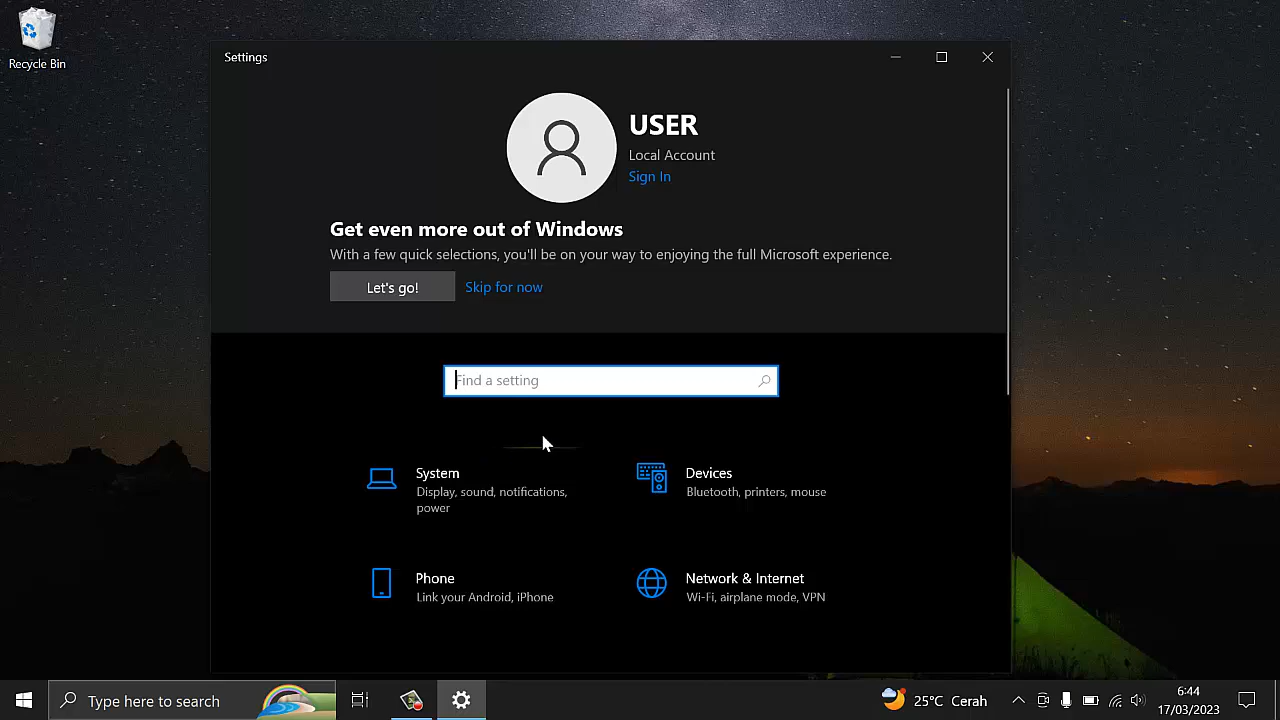 Recycle Bin
Settings
USER
Local Account
Sign In
Get even more out of Windows
With a few quick selections, you'll be on your way to enjoying the full Microsoft experience.
Let's go!
Skip for now
Find a setting
System
Display, sound, notifications,
power
Devices
Bluetooth, printers, mouse
Phone
Link your Android, iPhone
Network & Internet
Wi-Fi, airplane mode, VPN
Type here to search
25°C Cerah
6:44
17/03/2023